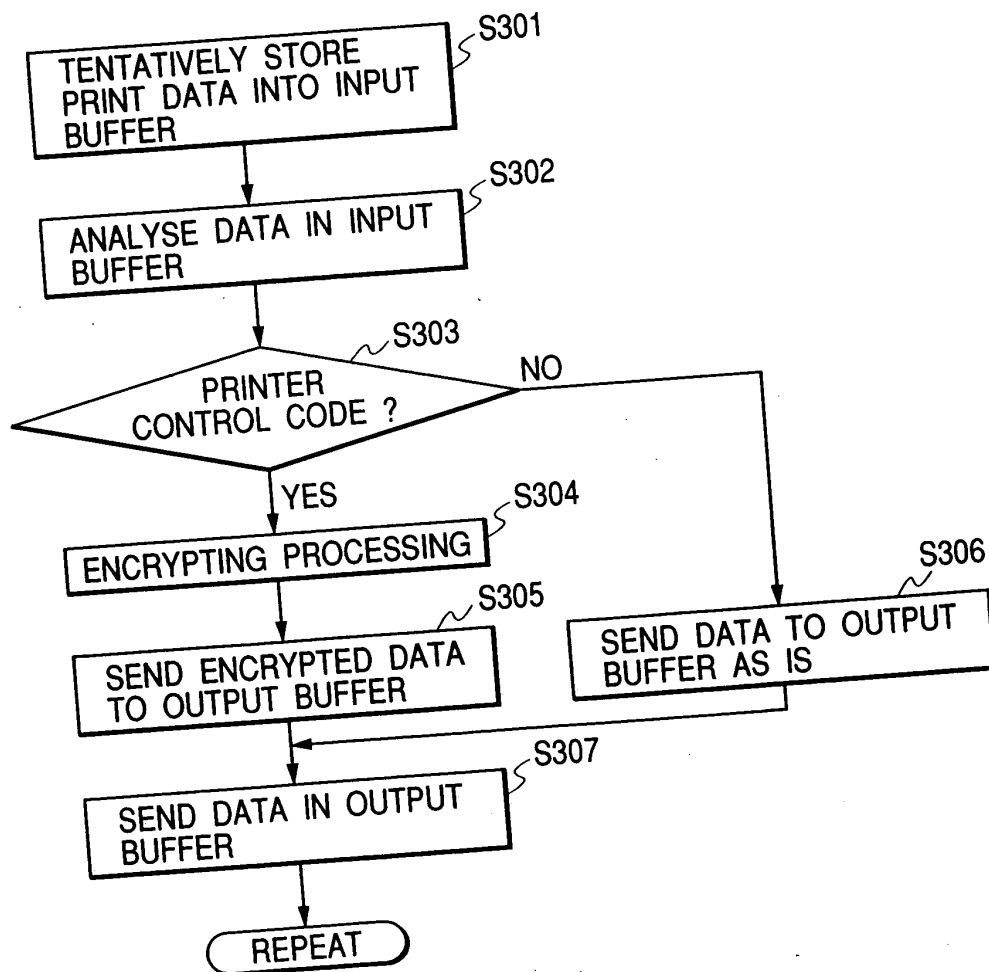 S301
TENTATIVELY STORE
PRINT DATA INTO INPUT
BUFFER
S302
ANALYSE DATA IN INPUT
BUFFER
S303
PRINTER
CONTROL CODE ?
NO
YES
S304
ENCRYPTING PROCESSING
S305
SEND ENCRYPTED DATA
TO OUTPUT BUFFER
S306
SEND DATA TO OUTPUT
BUFFER AS IS
S307
SEND DATA IN OUTPUT
BUFFER
REPEAT